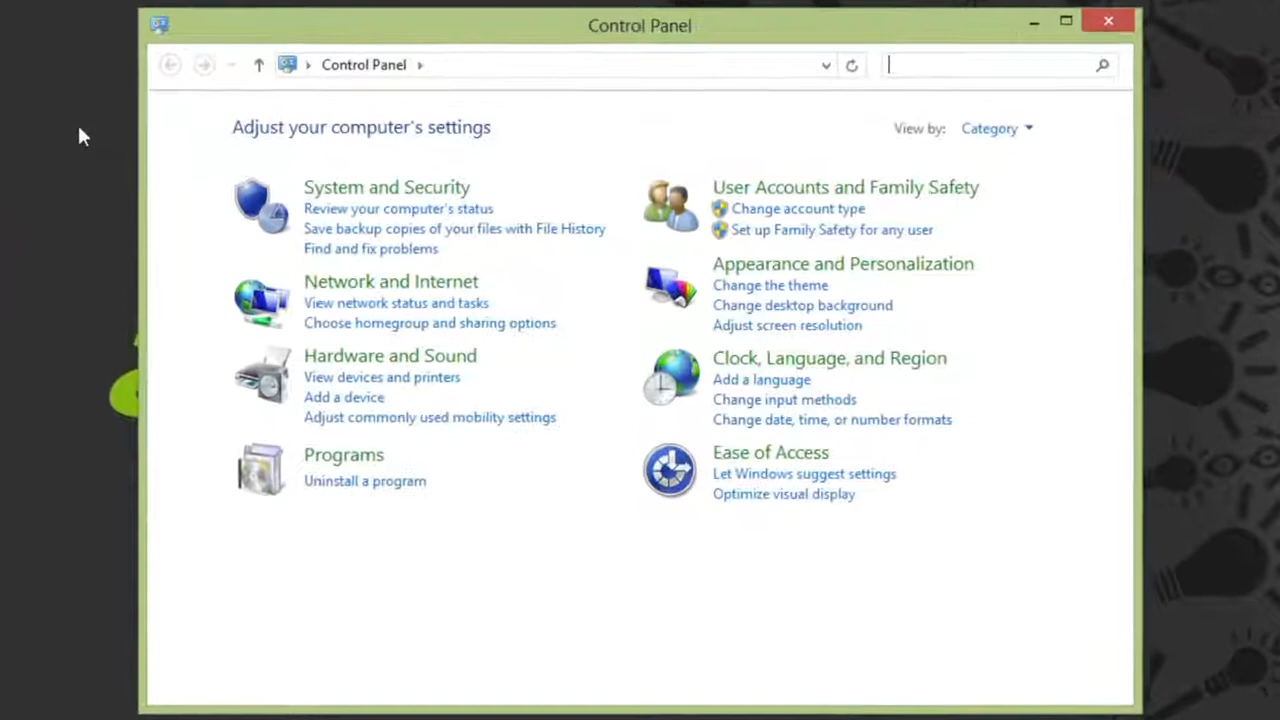 Control Panel
Control Panel
Adjust your computer's settings
View by: Category
System and Security
Review your computer's status
Save backup copies of your files with File History
Find and fix problems
Network and Internet
View network status and tasks
Choose homegroup and sharing options
Hardware and Sound
View devices and printers
Add a device
Adjust commonly used mobility settings
Programs
Uninstall a program
User Accounts and Family Safety
Change account type
Set up Family Safety for any user
Appearance and Personalization
Change the theme
Change desktop background
Adjust screen resolution
Clock, Language, and Region
Add a language
Change input methods
Change date, time, or number formats
Ease of Access
Let Windows suggest settings
Optimize visual display